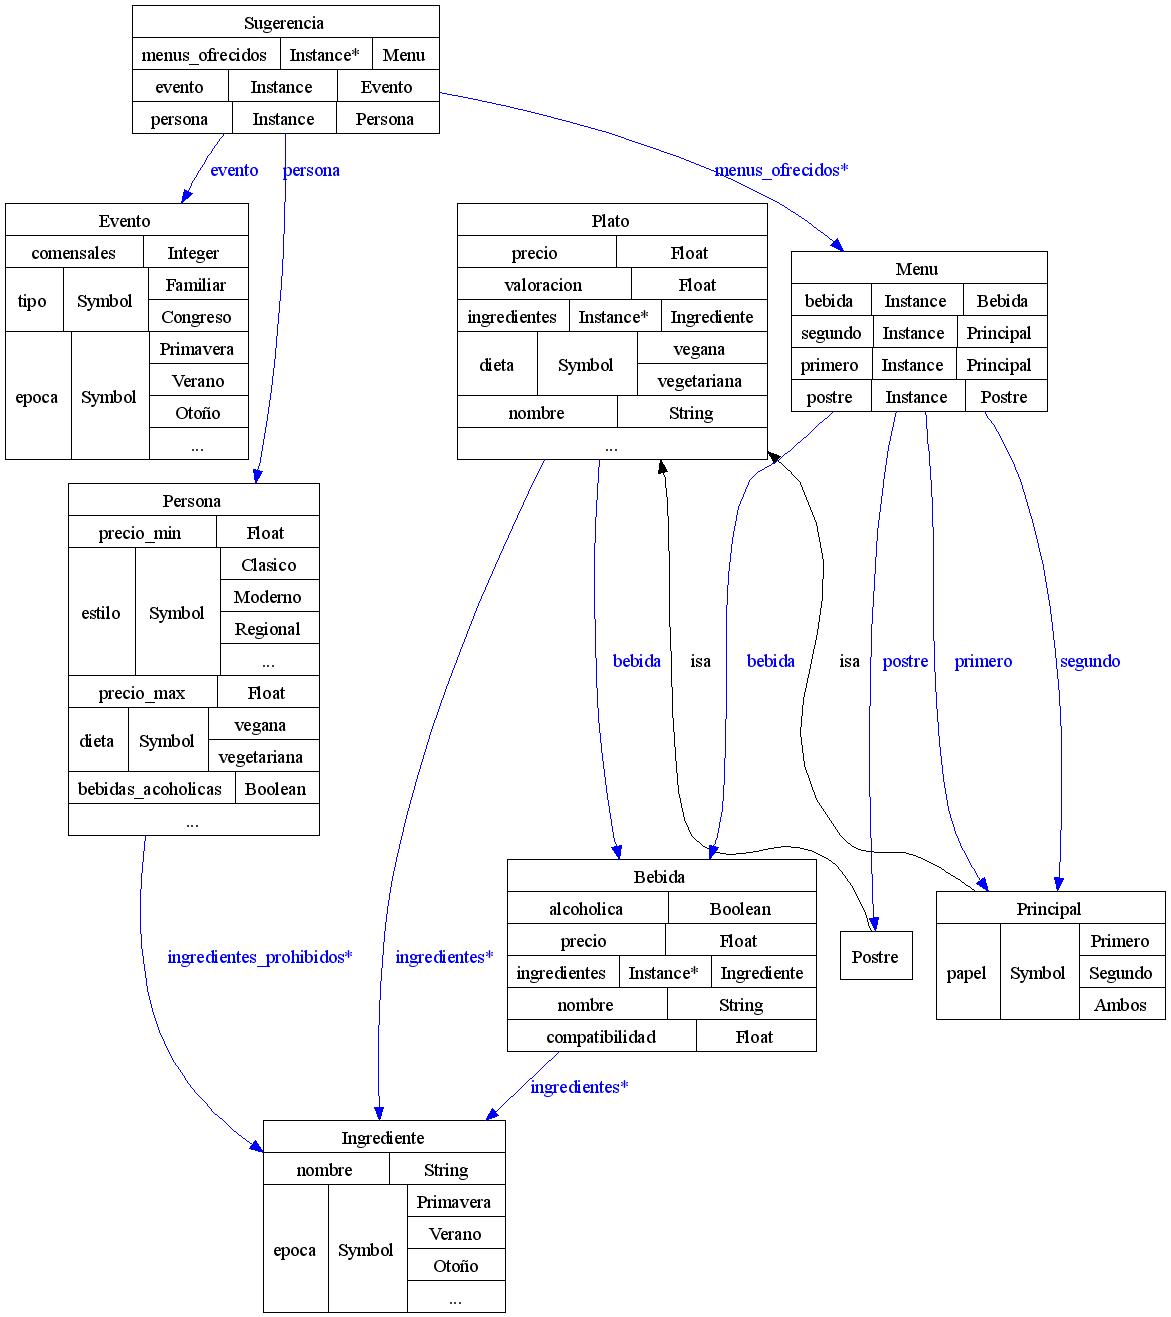 Sugerencia
menus_ofrecidos Instance* Menu
evento Instance Evento
persona Instance Persona
evento
persona
menus_ofrecidos*
Evento
comensales Integer
tipo Symbol
Familiar
Congreso
epoca Symbol
Primavera
Verano
Otoño
...
Plato
precio Float
valoracion Float
ingredientes Instance* Ingrediente
dieta Symbol
vegana
vegetariana
nombre String
...
Menu
bebida Instance Bebida
segundo Instance Principal
primero Instance Principal
postre Instance Postre
Persona
precio_min Float
estilo Symbol
Clasico
Moderno
Regional
...
precio_max Float
dieta Symbol
vegana
vegetariana
bebidas_acoholicas Boolean
...
bebida
isa
bebida
isa
postre
primero
segundo
ingredientes_prohibidos*
ingredientes*
Bebida
alcoholica Boolean
precio Float
ingredientes Instance* Ingrediente
nombre String
compatibilidad Float
Postre
Principal
papel Symbol
Primero
Segundo
Ambos
ingredientes*
Ingrediente
nombre String
epoca Symbol
Primavera
Verano
Otoño
...